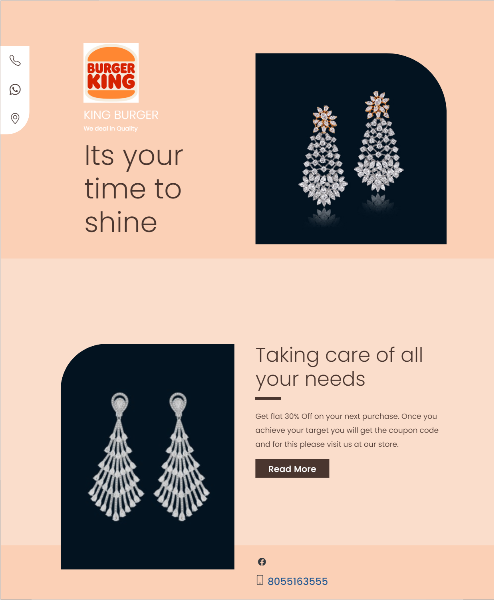 BURGER
KING
KING BURGER
We deal in Quality
Its your
time to
shine
Taking care of all
your needs
Get flat 30% Off on your next purchase. Once you
achieve your target you will get the coupon code
and for this please visit us at our store.
Read More
8055163555